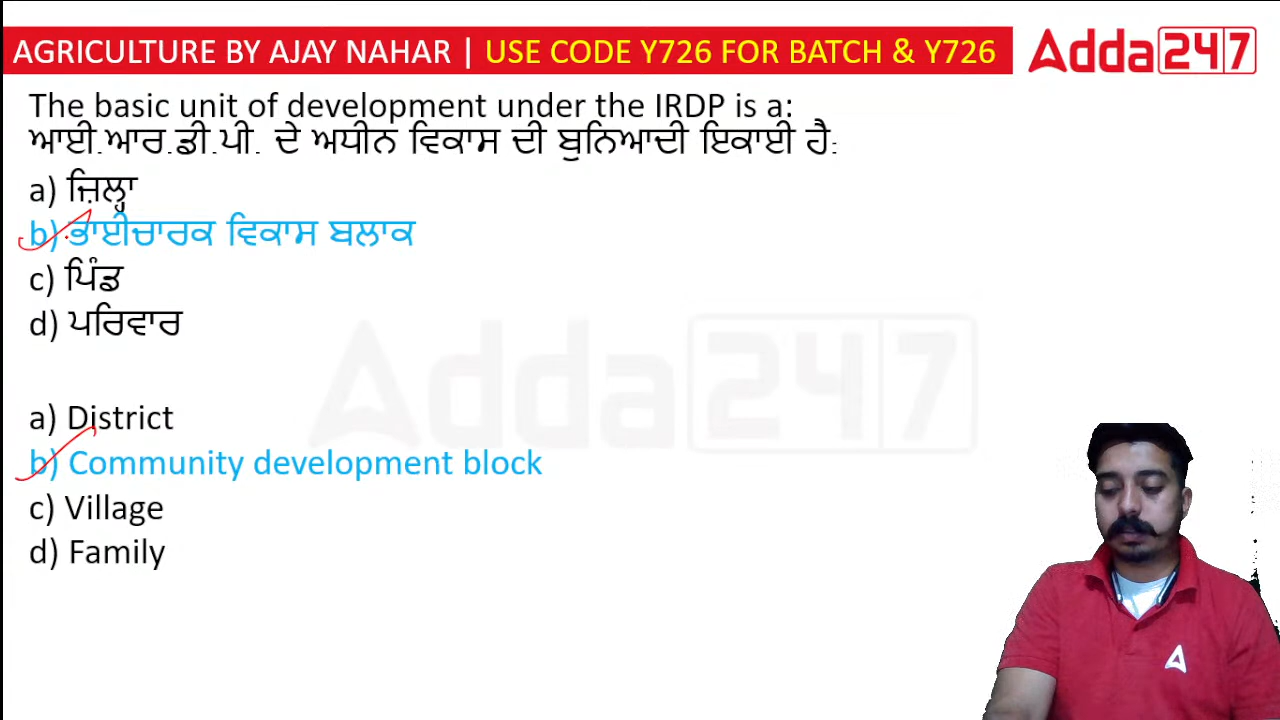 AGRICULTURE BY AJAY NAHAR | USE CODE Y726 FOR BATCH & Y726
Adda247
The basic unit of development under the IRDP is a:
ਆਈ.ਆਰ.ਡੀ.ਪੀ. ਦੇ ਅਧੀਨ ਵਿਕਾਸ ਦੀ ਬੁਨਿਆਦੀ ਇਕਾਈ ਹੈ:
a) ਜ਼ਿਲ੍ਹਾ
b) ਭਾਈਚਾਰਕ ਵਿਕਾਸ ਬਲਾਕ
c) ਪਿੰਡ
d) ਪਰਿਵਾਰ
Adda247
a) District
b) Community development block
c) Village
d) Family